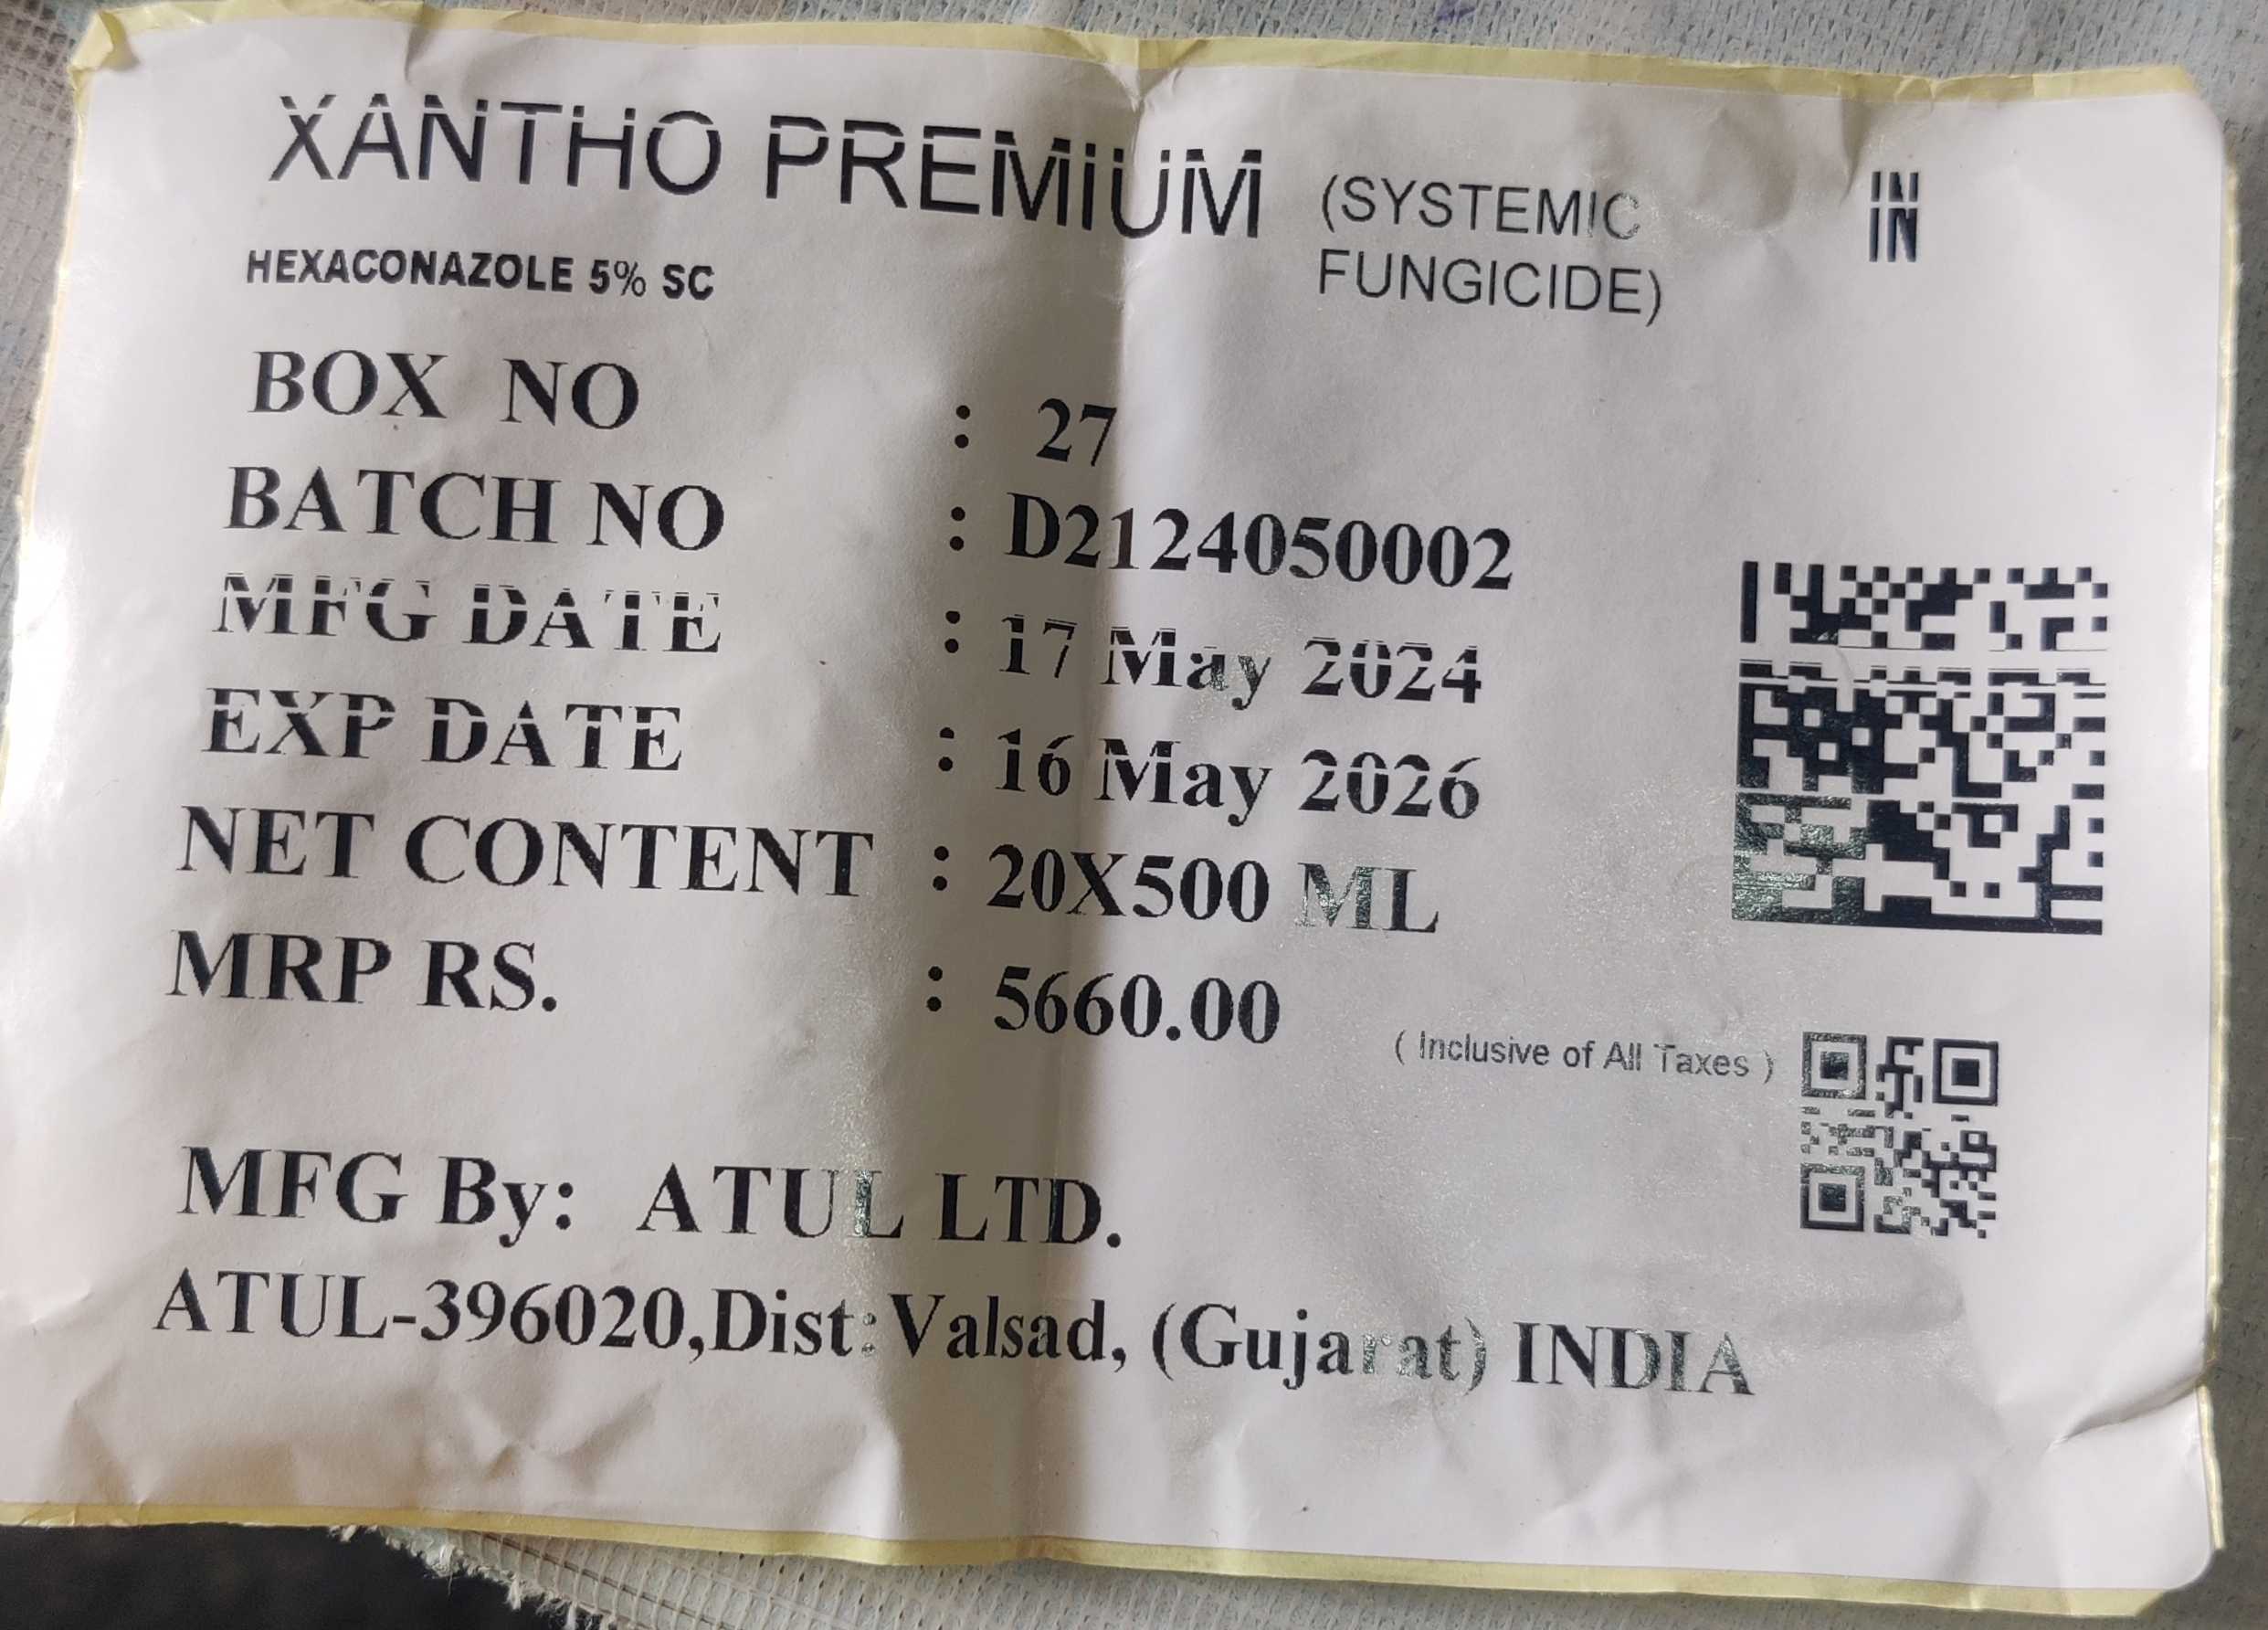 XANTHO PREMIUM (SYSTEMIC
FUNGICIDE)
IN
IN
HEXACONAZOLE 5% SC
BOX NO : 27
BATCH NO : D2124050002
MFG DATE : 17 May 2024
EXP DATE : 16 May 2026
NET CONTENT : 20X500 ML
MRP RS. : 5660.00 ( Inclusive of All Taxes )
MFG By: ATUL LTD.
ATUL-396020,Dist:Valsad, (Gujarat) INDIA